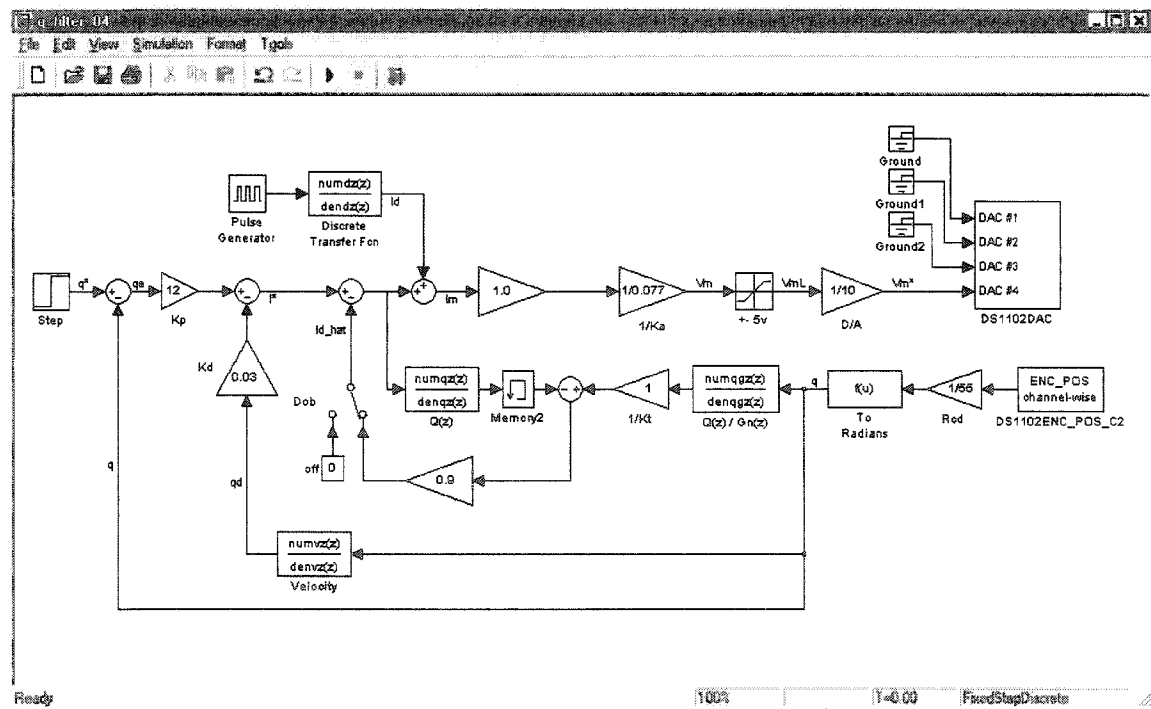 q_filter_04
File Edit View Simulation Format Tools
Ground
Ground1
Ground2
DAC #1
DAC #2
DAC #3
DAC #4
DS1102DAC
Pulse
Generator
numdz(z)
dendz(z)
Discrete
Transfer Fcn
Id
Step
q*
qe
12
Kp
I*
Im
1.0
1/0.077
1/Ka
Vm
+- 5v
VmL
1/10
D/A
Vm*
Id_hat
Kd
0.03
Dob
off
0
numqz(z)
denqz(z)
Q(z)
Memory2
1
1/Kt
numqgz(z)
denqgz(z)
Q(z) / Gn(z)
q
f(u)
To
Radians
1/55
Red
ENC_POS
channel-wise
DS1102ENC_POS_C2
0.9
q
qd
numvz(z)
denvz(z)
Velocity
Ready
100%
T=0.00
FixedStepDiscrete